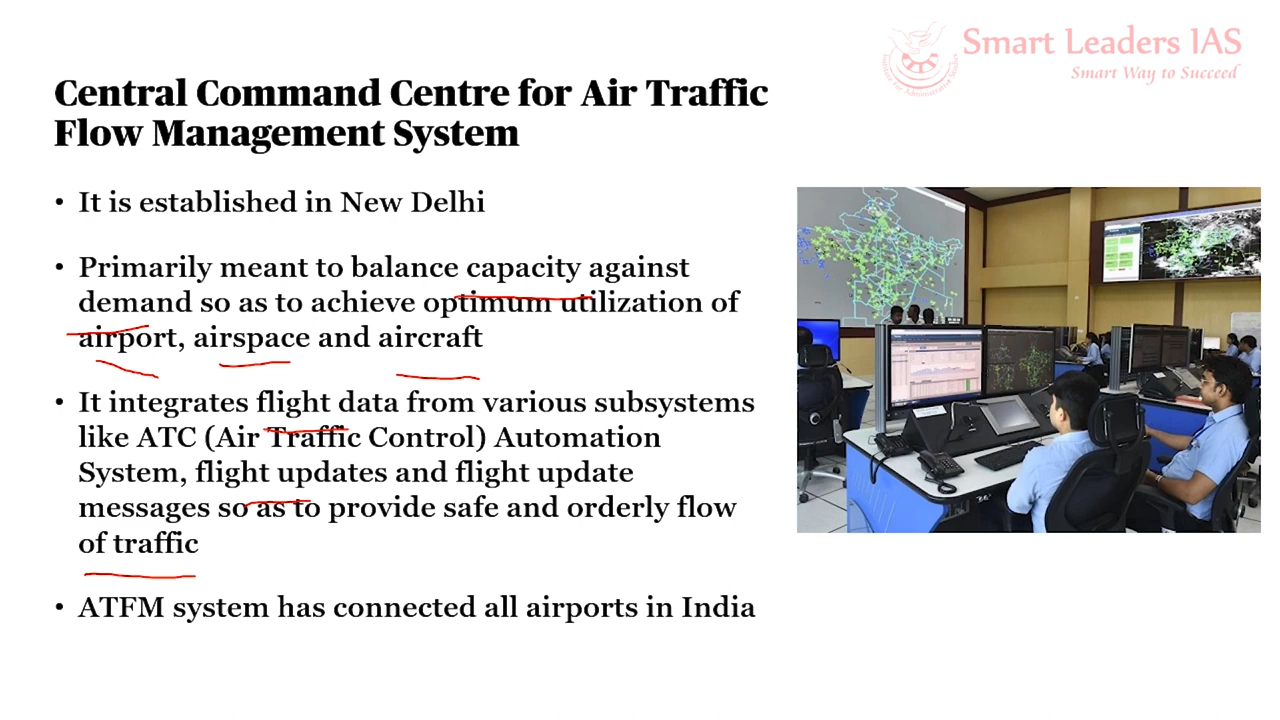 Smart Leaders IAS
Smart Way to Succeed
Central Command Centre for Air Traffic
Flow Management System
• It is established in New Delhi
• Primarily meant to balance capacity against
demand so as to achieve optimum utilization of
airport, airspace and aircraft
• It integrates flight data from various subsystems
like ATC (Air Traffic Control) Automation
System, flight updates and flight update
messages so as to provide safe and orderly flow
of traffic
• ATFM system has connected all airports in India